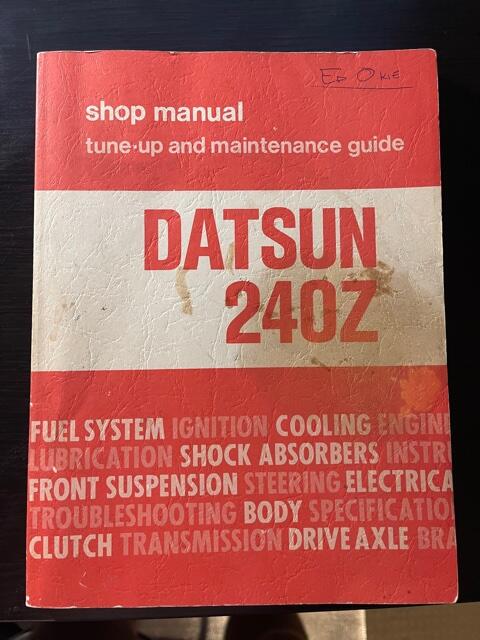 Ed Okie
shop manual
tune-up and maintenance guide
DATSUN
240Z
FUEL SYSTEM IGNITION COOLING ENGINE
LUBRICATION SHOCK ABSORBERS INSTRU
FRONT SUSPENSION STEERING ELECTRICA
TROUBLESHOOTING BODY SPECIFICATIO
CLUTCH TRANSMISSION DRIVE AXLE BRA